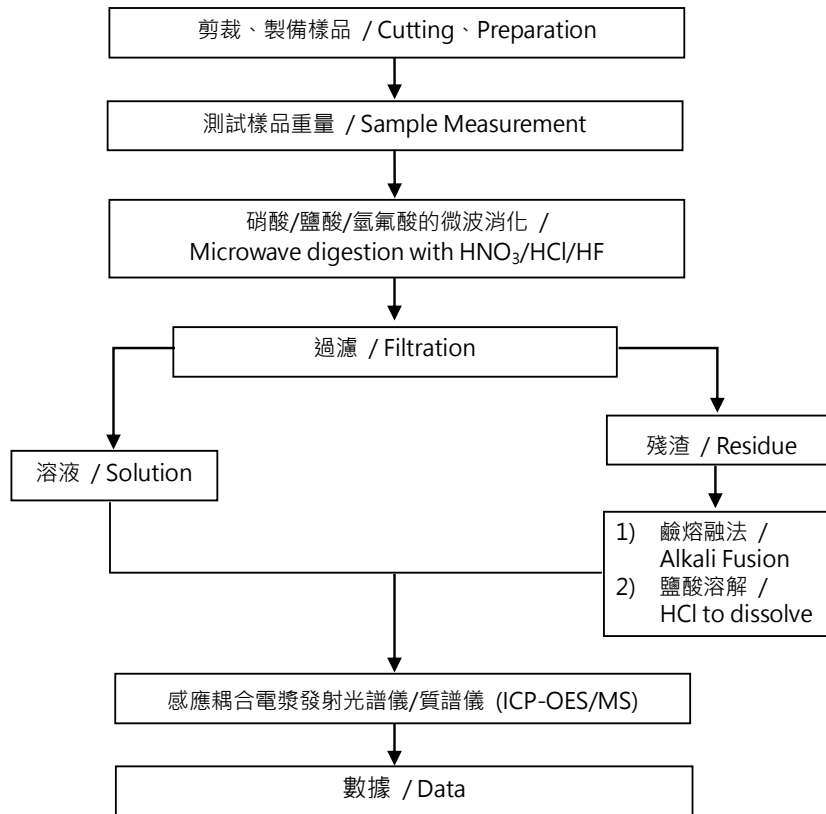 剪裁、製備樣品 / Cutting、Preparation
測試樣品重量 / Sample Measurement
硝酸/鹽酸/氫氟酸的微波消化 /
Microwave digestion with HNO₃/HCl/HF
過濾 / Filtration
溶液 / Solution
殘渣 / Residue
1) 鹼熔融法 /
Alkali Fusion
2) 鹽酸溶解 /
HCl to dissolve
感應耦合電漿發射光譜儀/質譜儀 (ICP-OES/MS)
數據 / Data